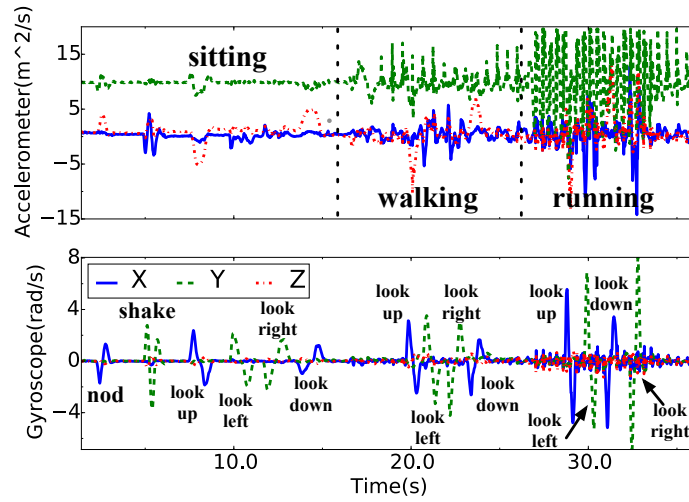 Accelerometer(m^2/s)
15
5
−5
−15
sitting
walking
running
Gyroscope(rad/s)
8
4
0
−4
X
Y
Z
shake
nod
look
up
look
left
look
right
look
down
look
up
look
left
look
right
look
down
look
up
look
left
look
down
look
right
10.0
20.0
30.0
Time(s)